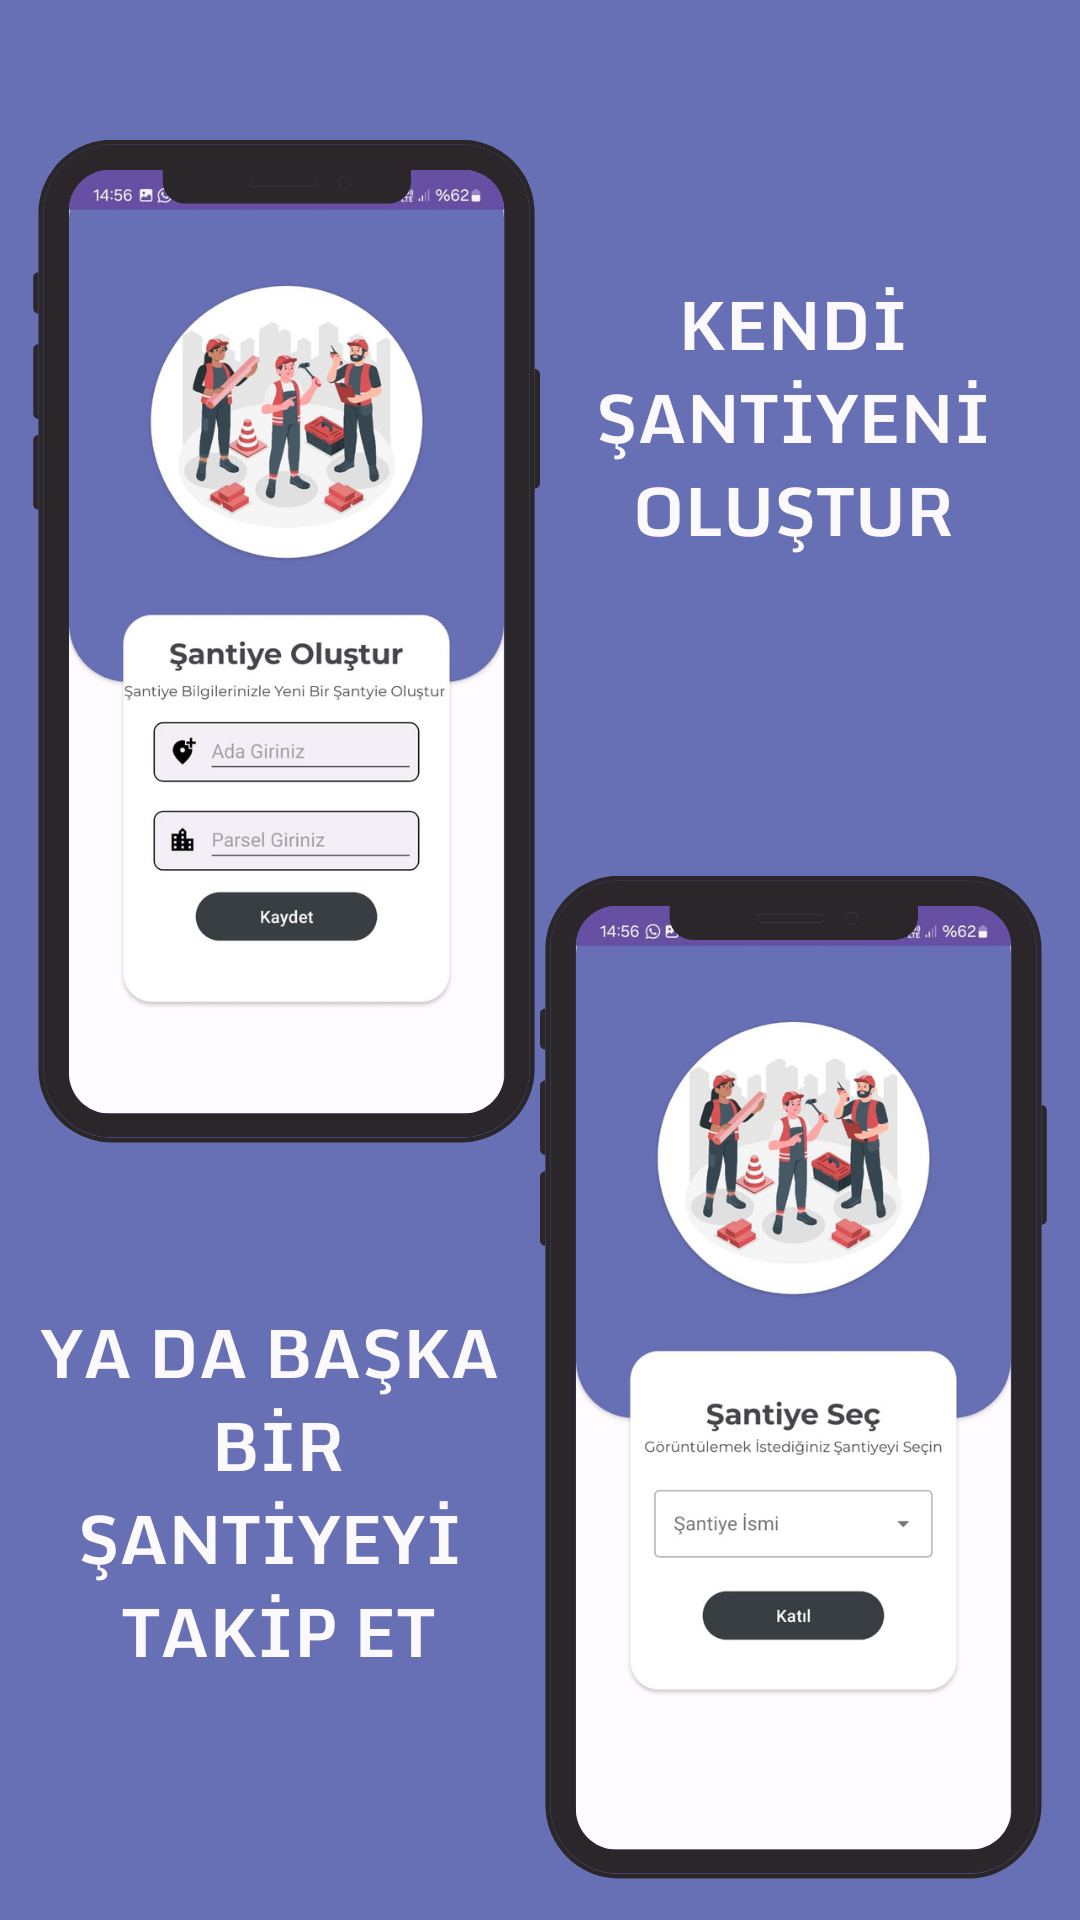 14:56
%62
KENDİ
ŞANTİYENİ
OLUŞTUR
Şantiye Oluştur
Şantiye Bilgilerinizle Yeni Bir Şantyie Oluştur
Ada Giriniz
Parsel Giriniz
Kaydet
14:56
%62
YA DA BAŞKA
BİR
ŞANTİYEYİ
TAKİP ET
Şantiye Seç
Görüntülemek İstediğiniz Şantiyeyi Seçin
Şantiye İsmi
Katıl